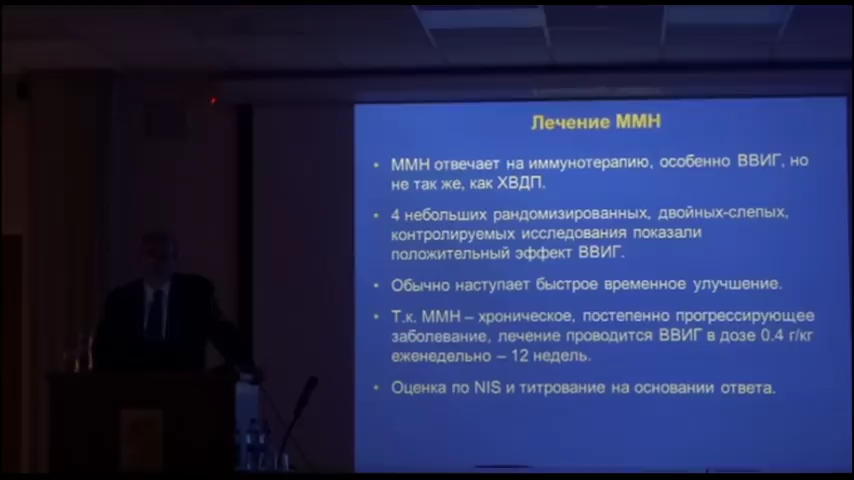 Лечение ММН
• ММН отвечает на иммунотерапию, особенно ВВИГ, но
не так же, как ХВДП.
• 4 небольших рандомизированных, двойных-слепых,
контролируемых исследования показали
положительный эффект ВВИГ.
• Обычно наступает быстрое временное улучшение.
• Т.к. ММН – хроническое, постепенно прогрессирующее
заболевание, лечение проводится ВВИГ в дозе 0.4 г/кг
еженедельно – 12 недель.
• Оценка по NIS и титрование на основании ответа.